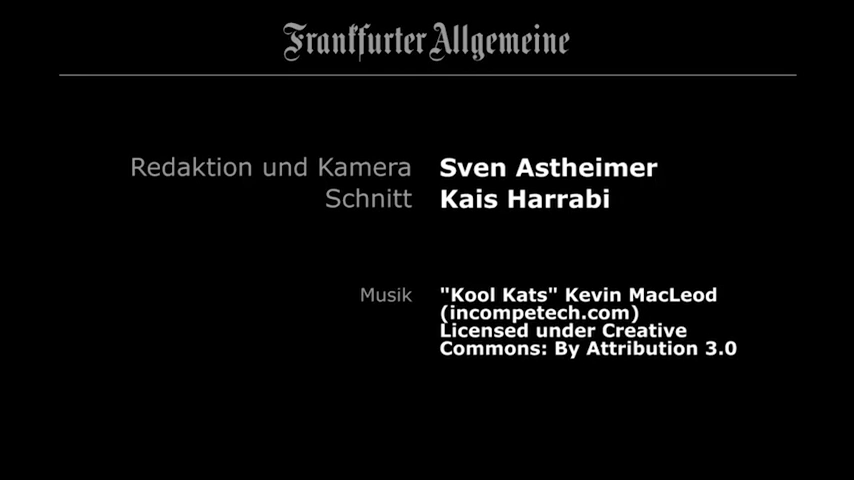 Frankfurter Allgemeine
Redaktion und Kamera Sven Astheimer
Schnitt Kais Harrabi
Musik "Kool Kats" Kevin MacLeod
(incompetech.com)
Licensed under Creative
Commons: By Attribution 3.0